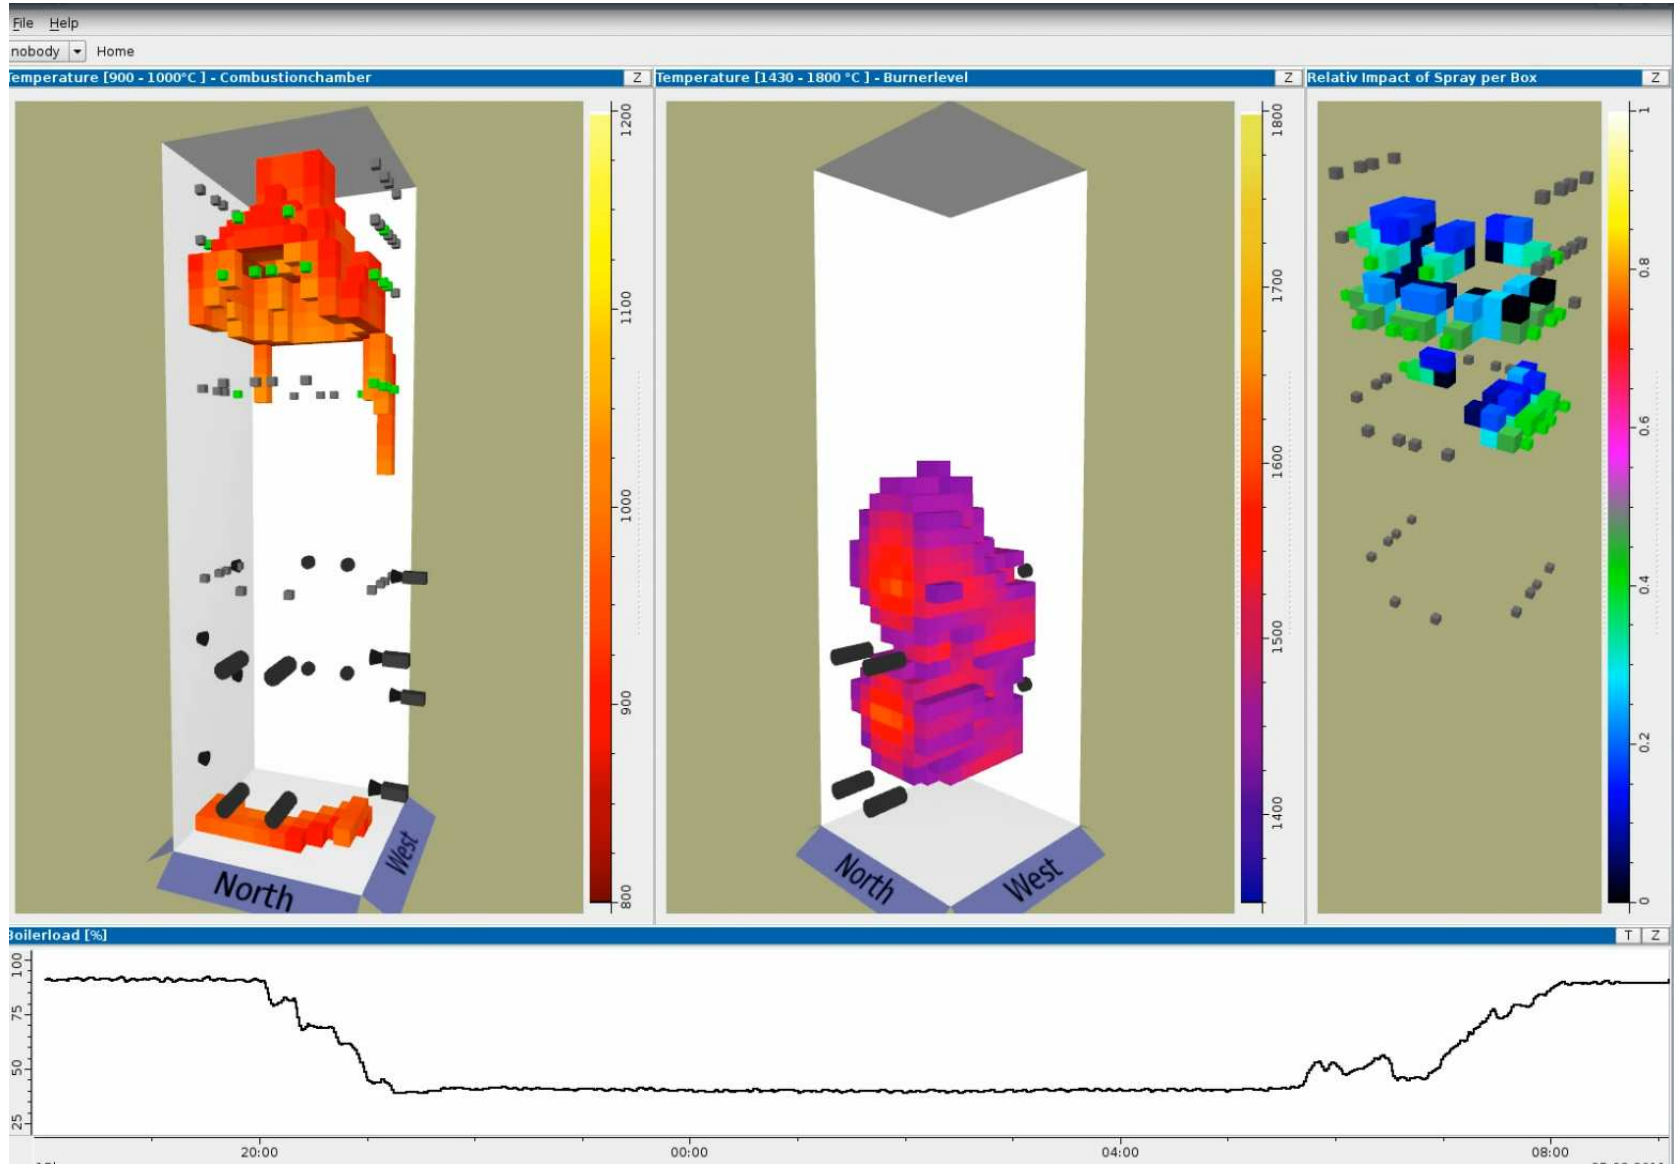 File Help
nobody Home
Temperature [900 - 1000°C ] - Combustionchamber Z
Temperature [1430 - 1800 °C ] - Burnerlevel Z
Relativ Impact of Spray per Box Z
1200
1100
1000
900
800
North
West
1800
1700
1600
1500
1400
North
West
1
0.8
0.6
0.4
0.2
0
Boilerload [%] T Z
100
75
50
25
20:00 00:00 04:00 08:00